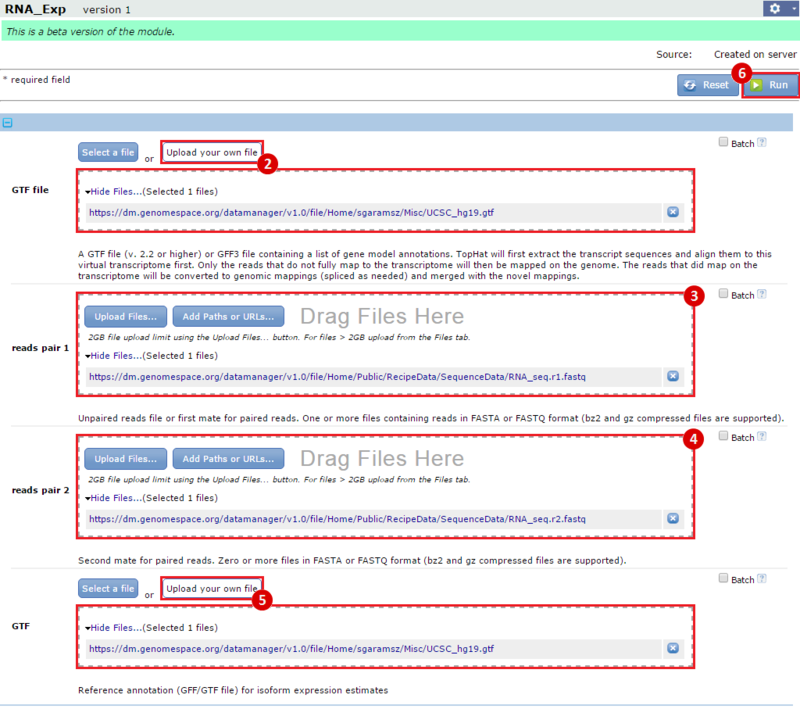 RNA_Exp version 1
This is a beta version of the module.
Source: Created on server
* required field
6
Reset Run
Select a file or Upload your own file
2
Batch ?
GTF file
Hide Files...(Selected 1 files)
https://dm.genomespace.org/datamanager/v1.0/file/Home/sgaramsz/Misc/UCSC_hg19.gtf
A GTF file (v. 2.2 or higher) or GFF3 file containing a list of gene model annotations. TopHat will first extract the transcript sequences and align them to this
virtual transcriptome first. Only the reads that do not fully map to the transcriptome will then be mapped on the genome. The reads that did map on the
transcriptome will be converted to genomic mappings (spliced as needed) and merged with the novel mappings.
3
Batch ?
reads pair 1
Upload Files... Add Paths or URLs... Drag Files Here
2GB file upload limit using the Upload Files... button. For files > 2GB upload from the Files tab.
Hide Files...(Selected 1 files)
https://dm.genomespace.org/datamanager/v1.0/file/Home/Public/RecipeData/SequenceData/RNA_seq.r1.fastq
Unpaired reads file or first mate for paired reads. One or more files containing reads in FASTA or FASTQ format (bz2 and gz compressed files are supported).
4
Batch ?
reads pair 2
Upload Files... Add Paths or URLs... Drag Files Here
2GB file upload limit using the Upload Files... button. For files > 2GB upload from the Files tab.
Hide Files...(Selected 1 files)
https://dm.genomespace.org/datamanager/v1.0/file/Home/Public/RecipeData/SequenceData/RNA_seq.r2.fastq
Second mate for paired reads. Zero or more files in FASTA or FASTQ format (bz2 and gz compressed files are supported).
Select a file or Upload your own file
5
Batch ?
GTF
Hide Files...(Selected 1 files)
https://dm.genomespace.org/datamanager/v1.0/file/Home/sgaramsz/Misc/UCSC_hg19.gtf
Reference annotation (GFF/GTF file) for isoform expression estimates